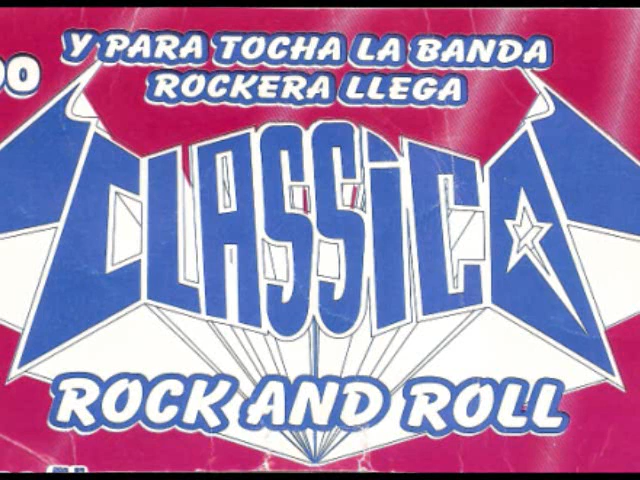 Y PARA TOCHA LA BANDA
ROCKERA LLEGA
CLASSiCO
ROCK AND ROLL